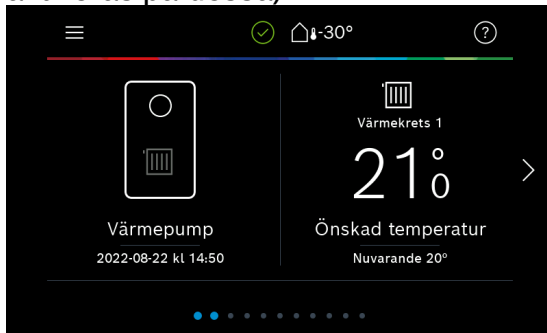 -30°
?
Värmekrets 1
21°0
Värmepump
Önskad temperatur
2022-08-22 kl 14:50
Nuvarande 20°